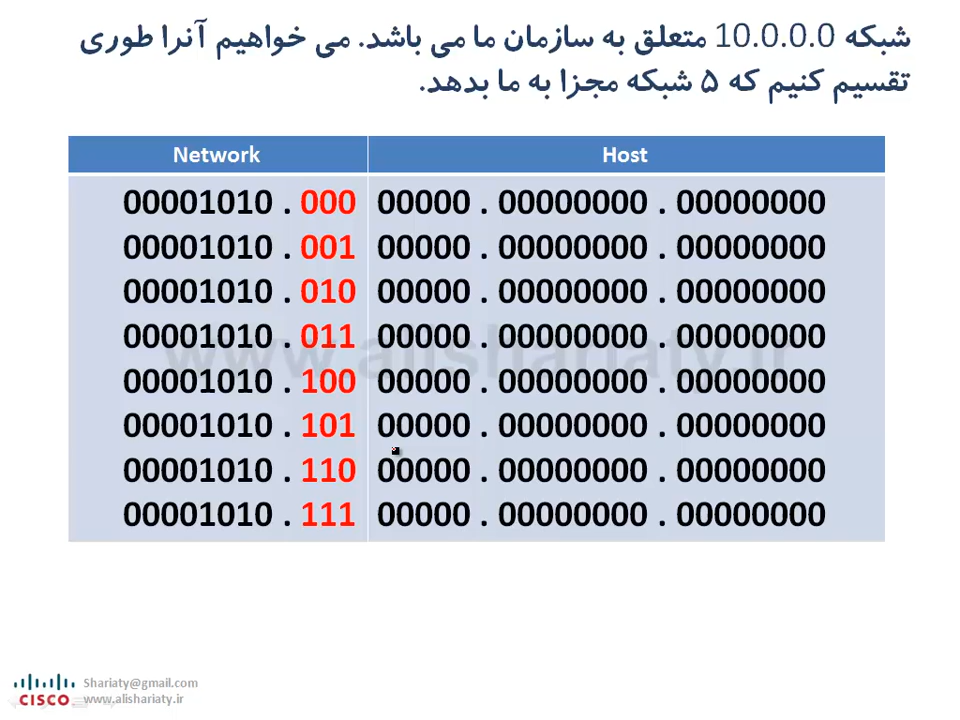 شبکه 10.0.0.0 متعلق به سازمان ما می باشد. می خواهیم آنرا طوری
تقسیم کنیم که ۵ شبکه مجزا به ما بدهد.
Network Host
00001010 . 000 00000 . 00000000 . 00000000
00001010 . 001 00000 . 00000000 . 00000000
00001010 . 010 00000 . 00000000 . 00000000
00001010 . 011 00000 . 00000000 . 00000000
www.alishariaty.ir
00001010 . 100 00000 . 00000000 . 00000000
00001010 . 101 00000 . 00000000 . 00000000
00001010 . 110 00000 . 00000000 . 00000000
00001010 . 111 00000 . 00000000 . 00000000
CISCO
Shariaty@gmail.com
www.alishariaty.ir